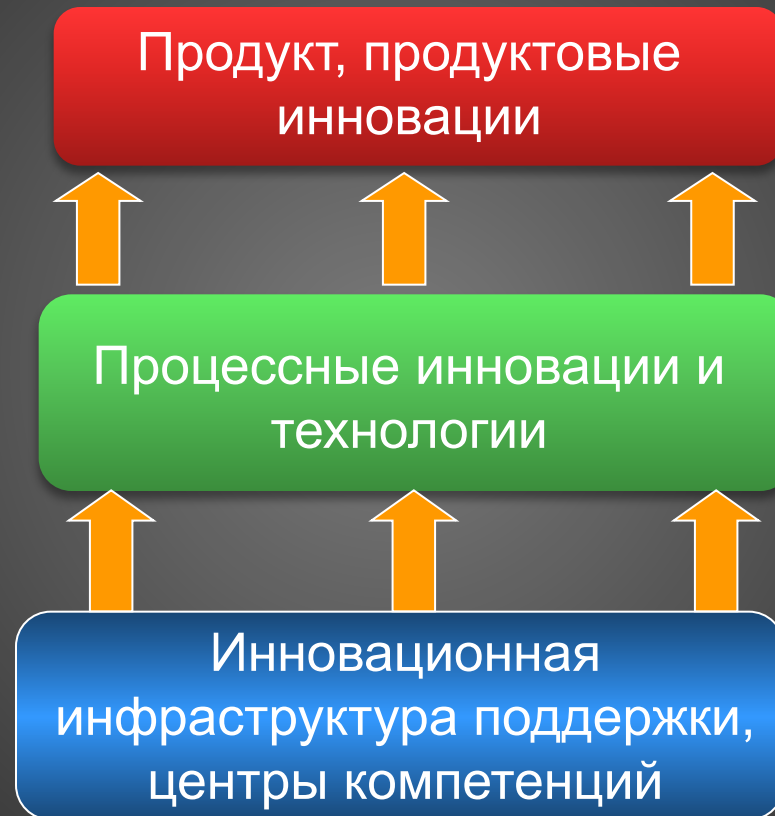 Продукт, продуктовые
инновации
Процессные инновации и
технологии
Инновационная
инфраструктура поддержки,
центры компетенций